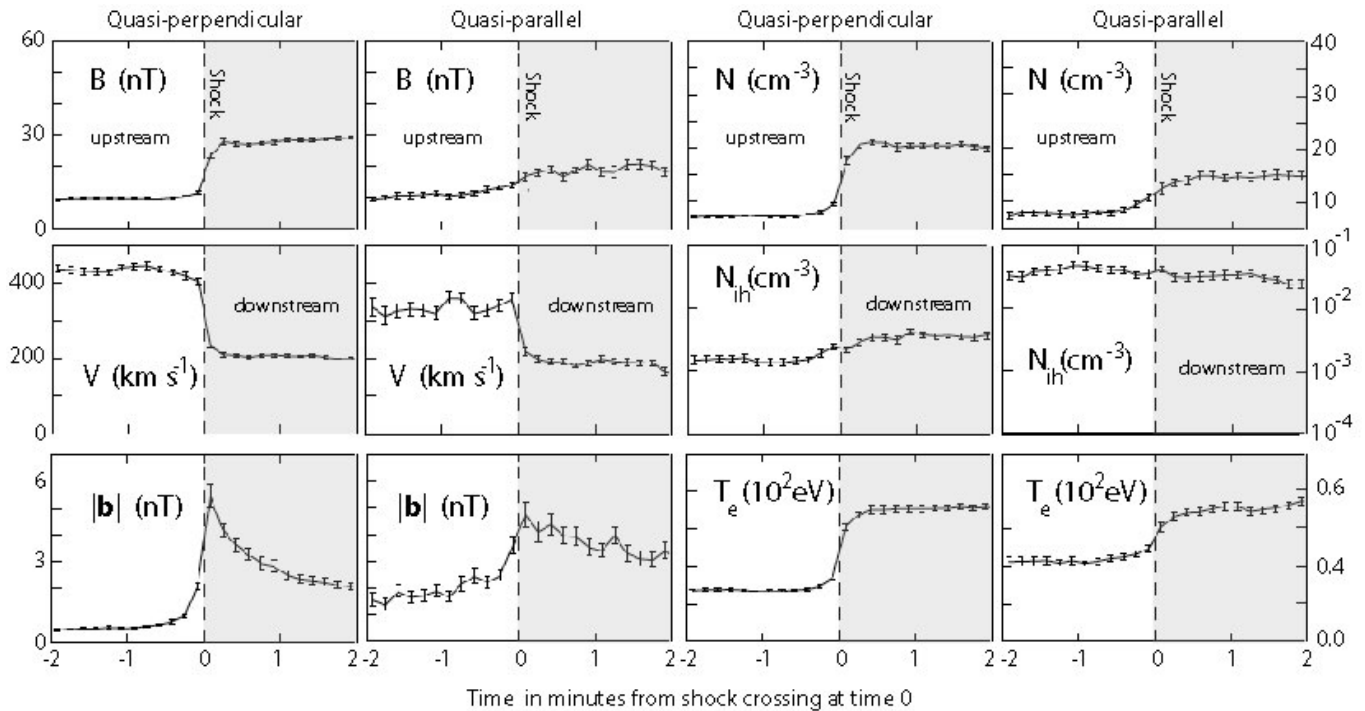 Quasi-perpendicular Quasi-parallel Quasi-perpendicular Quasi-parallel
60 40
B (nT) Shock B (nT) Shock N (cm⁻³) Shock N (cm⁻³) Shock
30
30 upstream upstream upstream upstream 20
10
0
10⁻¹
400 Nᵢₕ(cm⁻³)
downstream downstream downstream 10⁻²
200 Nᵢₕ(cm⁻³) downstream 10⁻³
V (km s⁻¹) V (km s⁻¹)
0 10⁻⁴
6 |b| (nT) |b| (nT) Tₑ(10²eV) Tₑ(10²eV) 0.6
3 0.4
0 0.0
-2 -1 0 1 2 -2 -1 0 1 2 -2 -1 0 1 2 -2 -1 0 1 2
Time in minutes from shock crossing at time 0